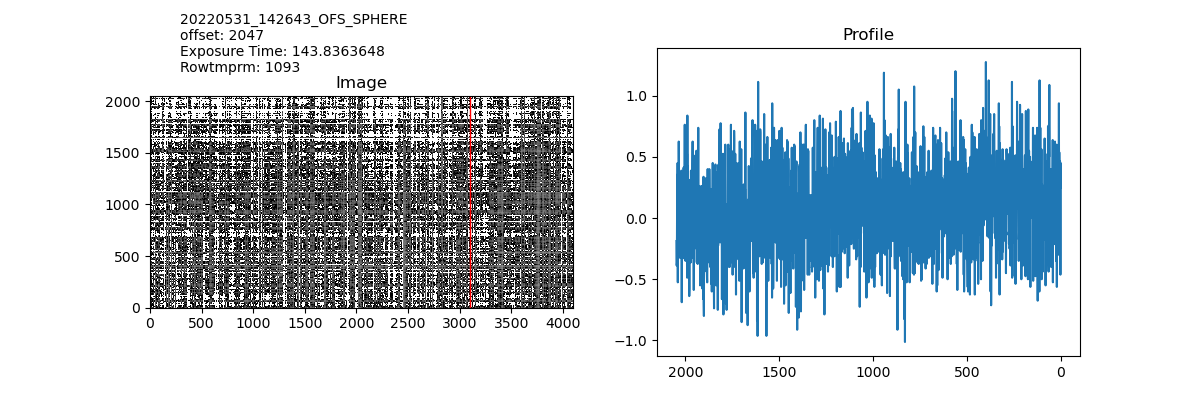 20220531_142643_OFS_SPHERE
offset: 2047
Exposure Time: 143.8363648
Rowtmprm: 1093
Image
2000
1500
1000
500
0
0 500 1000 1500 2000 2500 3000 3500 4000
Profile
1.0
0.5
0.0
−0.5
−1.0
2000 1500 1000 500 0